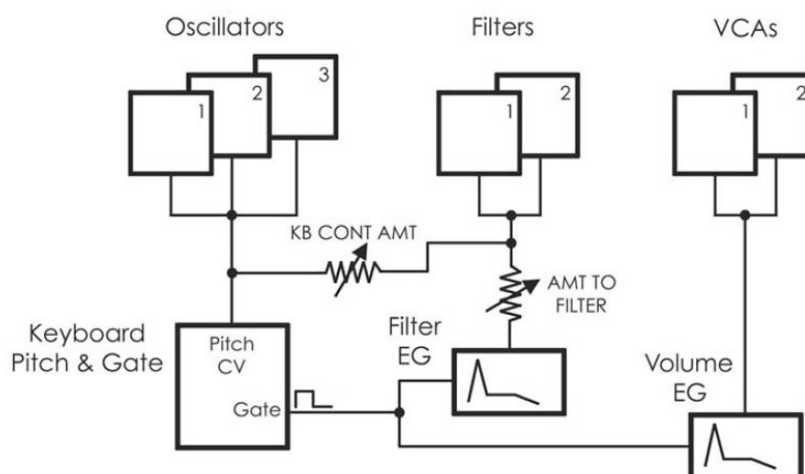 Oscillators
Filters
VCAs
1
2
3
1
2
1
2
KB CONT AMT
AMT TO
FILTER
Keyboard
Pitch & Gate
Pitch
CV
Gate
Filter
EG
Volume
EG